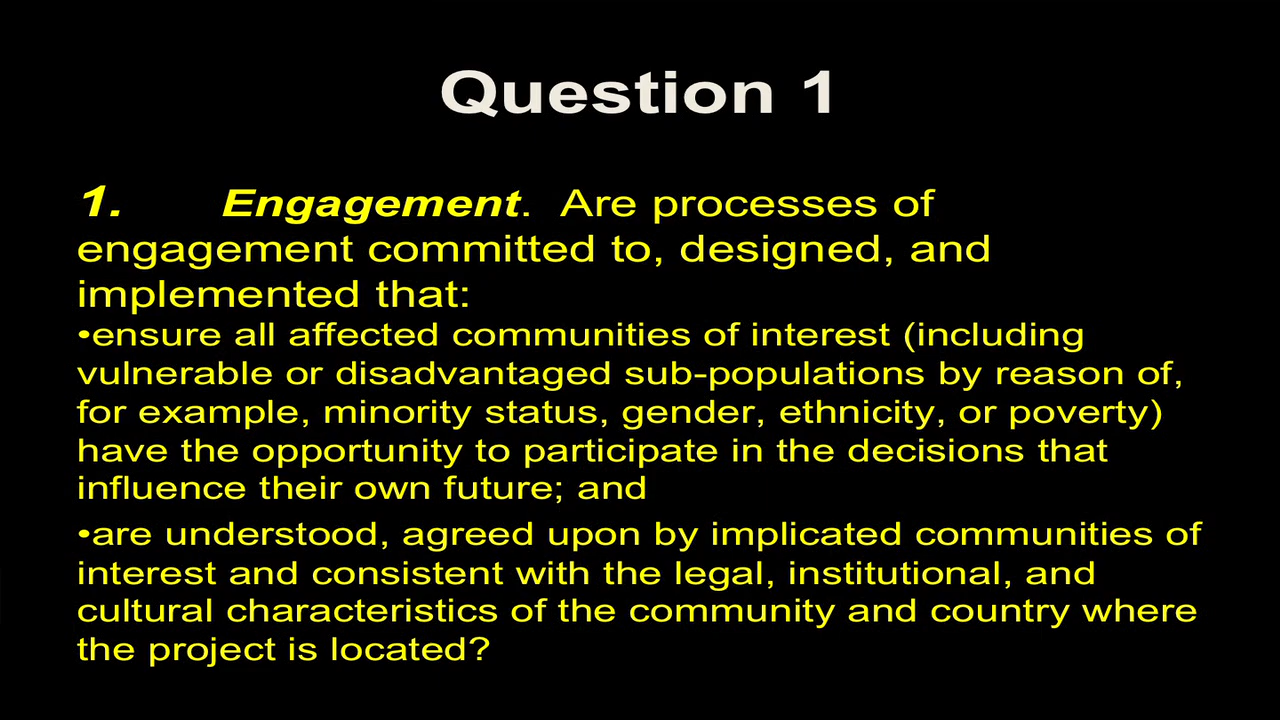 Question 1
1. Engagement. Are processes of
engagement committed to, designed, and
implemented that:
•ensure all affected communities of interest (including
vulnerable or disadvantaged sub-populations by reason of,
for example, minority status, gender, ethnicity, or poverty)
have the opportunity to participate in the decisions that
influence their own future; and
•are understood, agreed upon by implicated communities of
interest and consistent with the legal, institutional, and
cultural characteristics of the community and country where
the project is located?